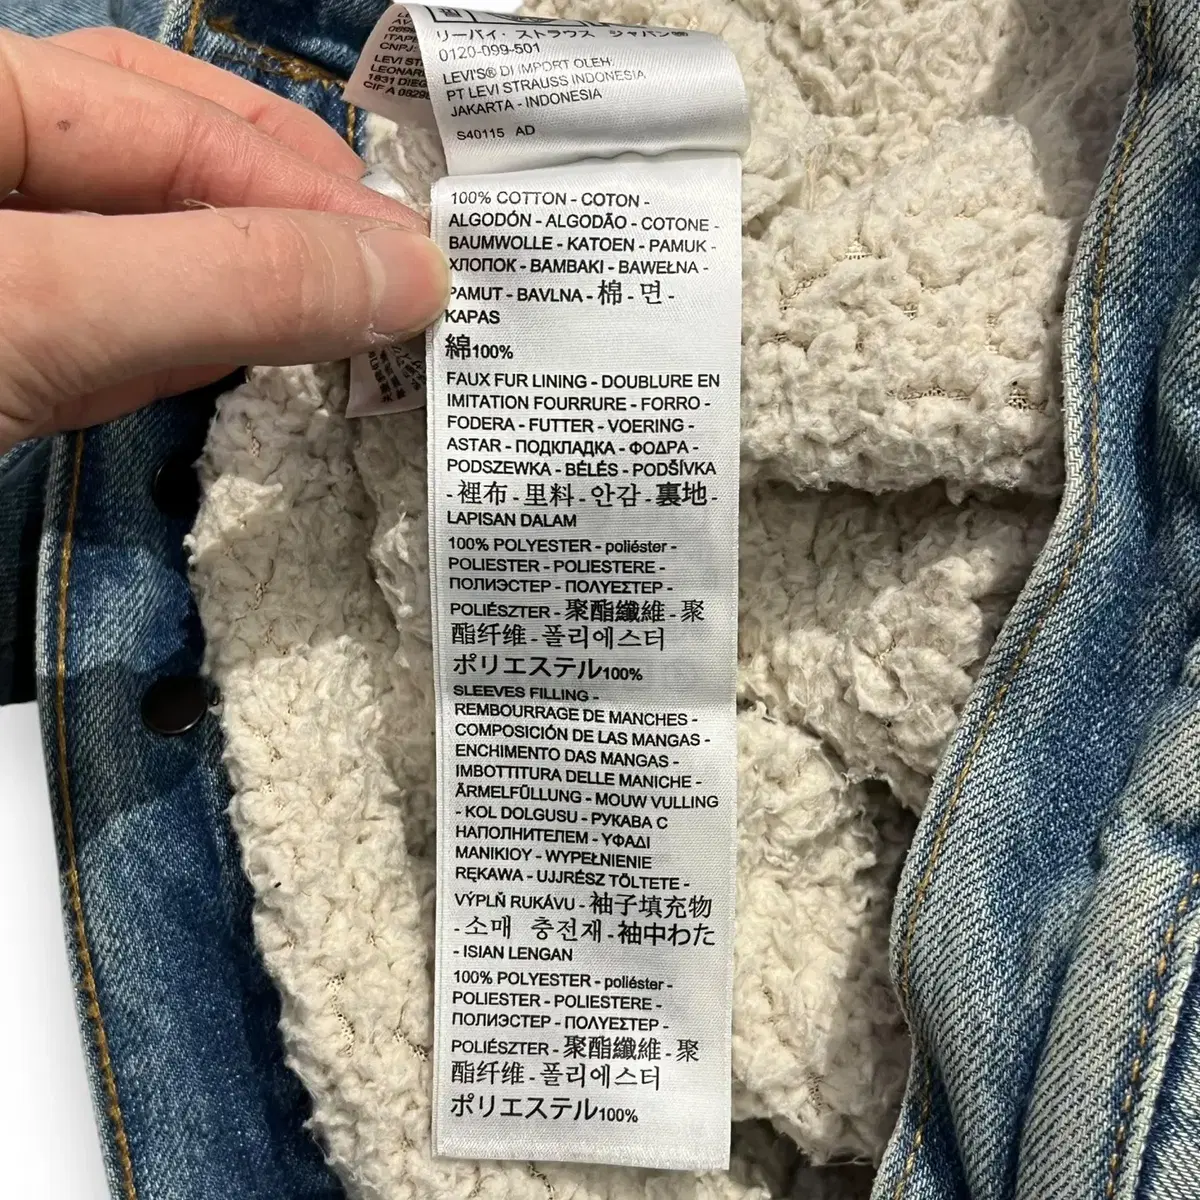 リーバイ・ストラウス ジャパン㈱
0120-099-501
LEVI'S® DI IMPORT OLEH:
PT LEVI STRAUSS INDONESIA
JAKARTA - INDONESIA
S40115 AD
CNPJ:
LEVI ST
LEONAR
1831 DIEG
CIF A 0829
100% COTTON - COTON -
ALGODÓN - ALGODÃO - COTONE -
BAUMWOLLE - KATOEN - PAMUK -
ХЛОПОК - BAMBAKI - BAWEŁNA -
PAMUT - BAVLNA - 棉 - 면 -
KAPAS
綿100%
FAUX FUR LINING - DOUBLURE EN
IMITATION FOURRURE - FORRO -
FODERA - FUTTER - VOERING -
ASTAR - ПОДКЛАДКА - ΦΟΔΡΑ -
PODSZEWKA - BÉLÉS - PODŠÍVKA
- 裡布 - 里料 - 안감 - 裏地 -
LAPISAN DALAM
100% POLYESTER - poliéster -
POLIESTER - POLIESTERE -
ПОЛИЭСТЕР - ΠΟΛΥΕΣΤΕΡ -
POLIÉSZTER - 聚酯纖維 - 聚
酯纤维 - 폴리에스터
ポリエステル100%
SLEEVES FILLING -
REMBOURRAGE DE MANCHES -
COMPOSICIÓN DE LAS MANGAS -
ENCHIMENTO DAS MANGAS -
IMBOTTITURA DELLE MANICHE -
ÄRMELFÜLLUNG - MOUW VULLING
- KOL DOLGUSU - РУКАВА С
НАПОЛНИТЕЛЕМ - ΥΦΑΔΙ
ΜΑΝΙΚΙΟΥ - WYPEŁNIENIE
RĘKAWA - UJJRÉSZ TÖLTETE -
VÝPLŇ RUKÁVU - 袖子填充物
- 소매 충전재 - 袖中わた
- ISIAN LENGAN
100% POLYESTER - poliéster -
POLIESTER - POLIESTERE -
ПОЛИЭСТЕР - ΠΟΛΥΕΣΤΕΡ -
POLIÉSZTER - 聚酯纖維 - 聚
酯纤维 - 폴리에스터
ポリエステル100%